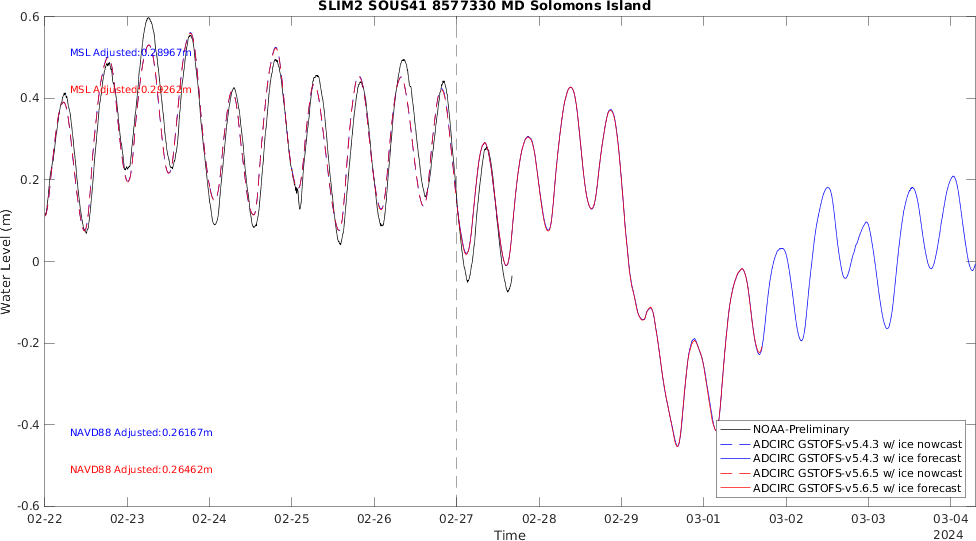 SLIM2 SOUS41 8577330 MD Solomons Island
0.6
0.4
0.2
0
-0.2
-0.4
-0.6
Water Level (m)
MSL Adjusted:0.28967m
MSL Adjusted:0.29262m
NAVD88 Adjusted:0.26167m
NAVD88 Adjusted:0.26462m
NOAA-Preliminary
ADCIRC GSTOFS-v5.4.3 w/ ice nowcast
ADCIRC GSTOFS-v5.4.3 w/ ice forecast
ADCIRC GSTOFS-v5.6.5 w/ ice nowcast
ADCIRC GSTOFS-v5.6.5 w/ ice forecast
02-22 02-23 02-24 02-25 02-26 02-27 02-28 02-29 03-01 03-02 03-03 03-04
Time
2024